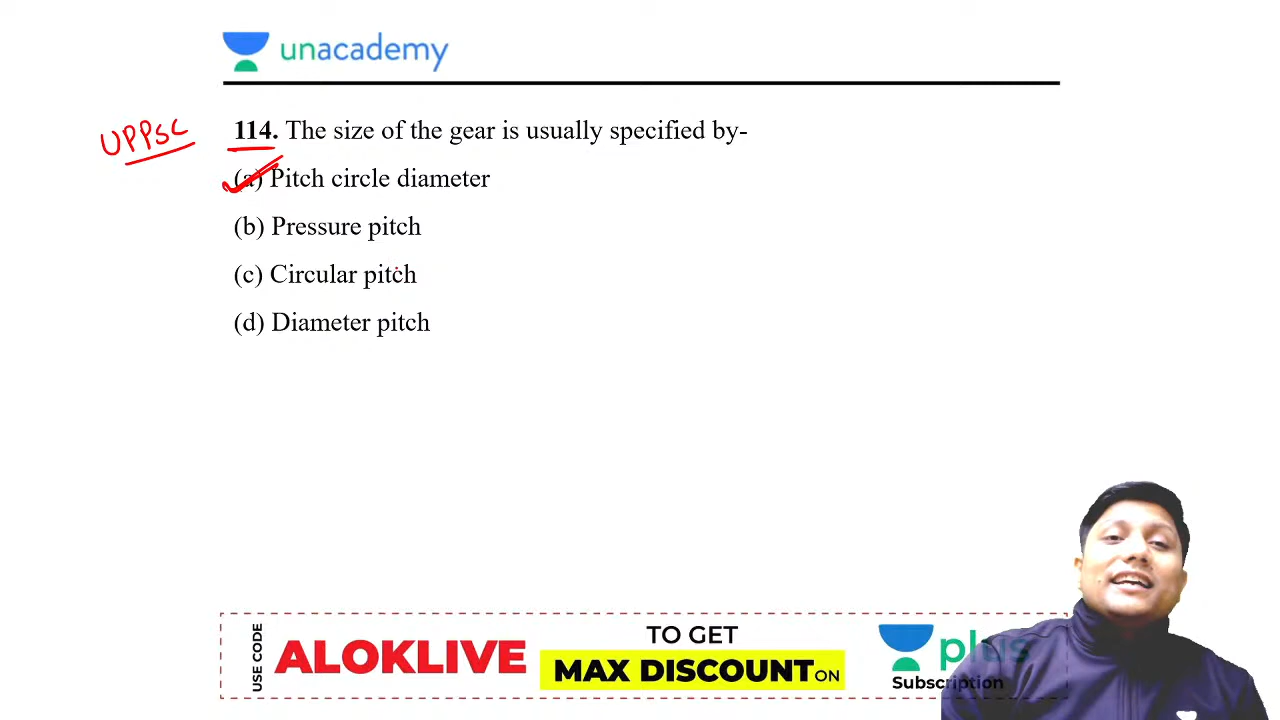 unacademy
UPPSC
114. The size of the gear is usually specified by-
(a) Pitch circle diameter
(b) Pressure pitch
(c) Circular pitch
(d) Diameter pitch
USE CODE
ALOKLIVE
TO GET
MAX DISCOUNT ON
plus
Subscription